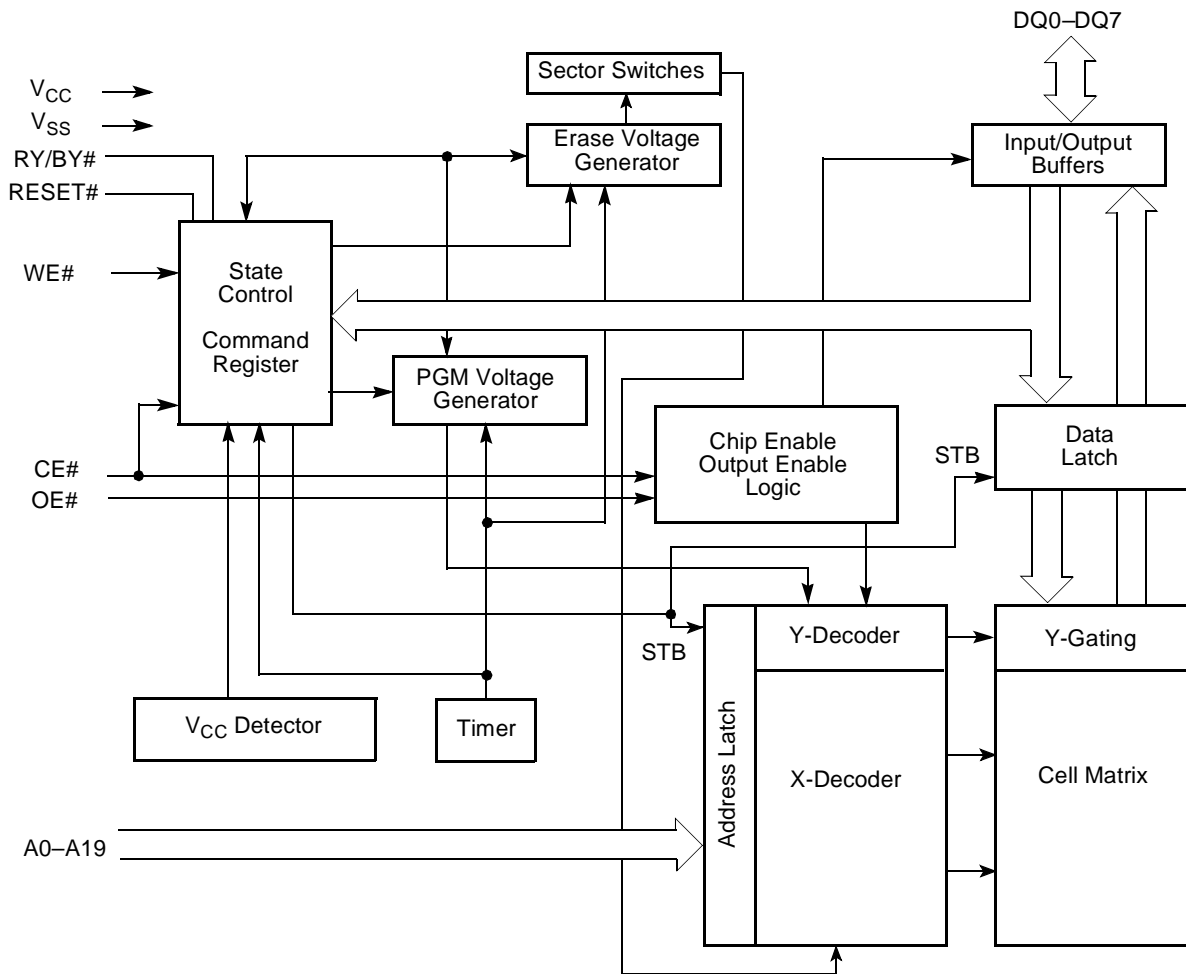 DQ0–DQ7
Sector Switches
VCC
VSS
RY/BY#
RESET#
Erase Voltage
Generator
Input/Output
Buffers
WE#
State
Control
Command
Register
PGM Voltage
Generator
Chip Enable
Output Enable
Logic
Data
Latch
STB
CE#
OE#
STB
Y-Decoder
Y-Gating
VCC Detector
Timer
Address Latch
X-Decoder
Cell Matrix
A0–A19